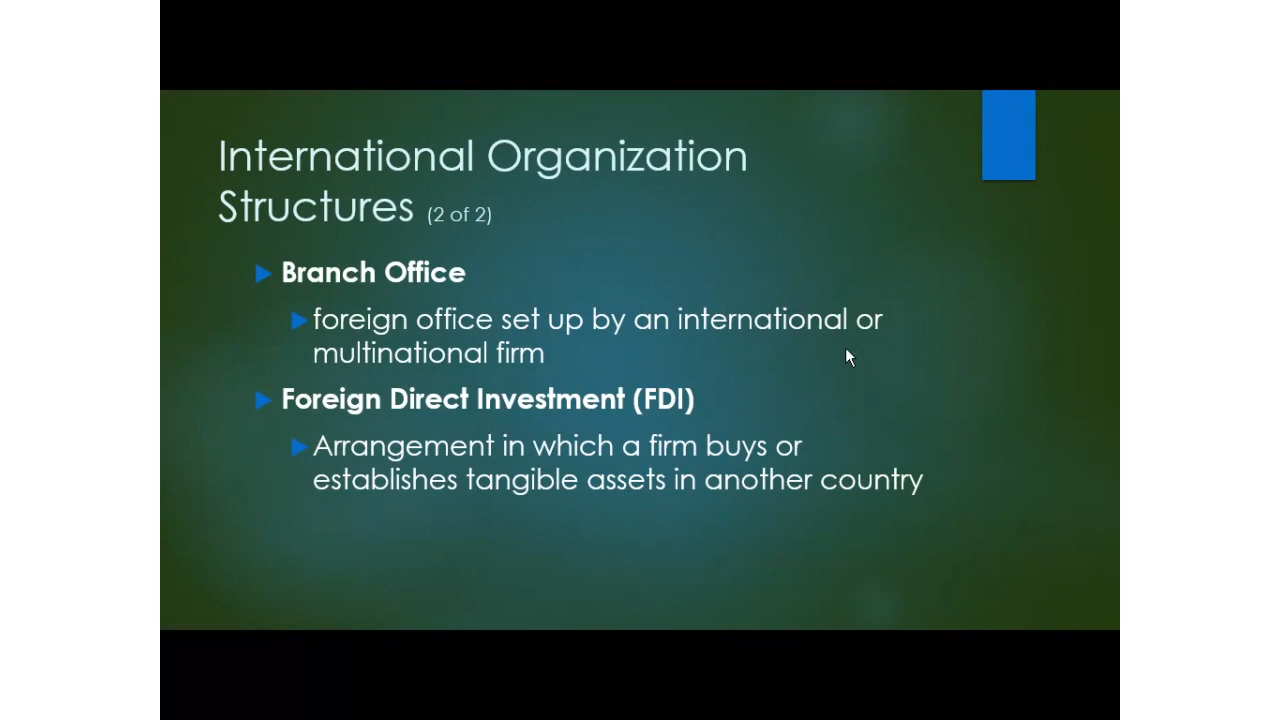 International Organization
Structures (2 of 2)
Branch Office
foreign office set up by an international or
multinational firm
Foreign Direct Investment (FDI)
Arrangement in which a firm buys or
establishes tangible assets in another country